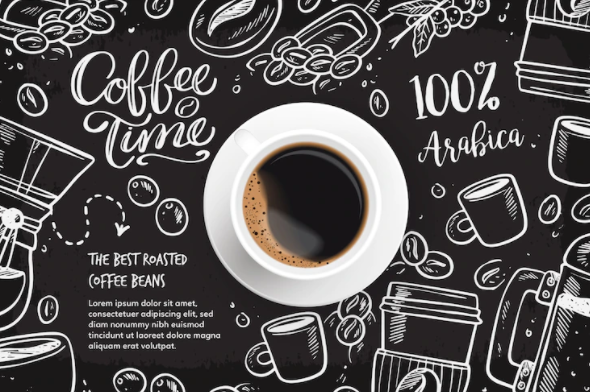 Coffee
Time
100%
Arabica
THE BEST ROASTED
COFFEE BEANS
Lorem ipsum dolor sit amet,
consectetuer adipiscing elit, sed
diam nonummy nibh euismod
tincidunt ut laoreet dolore magna
aliquam erat volutpat.